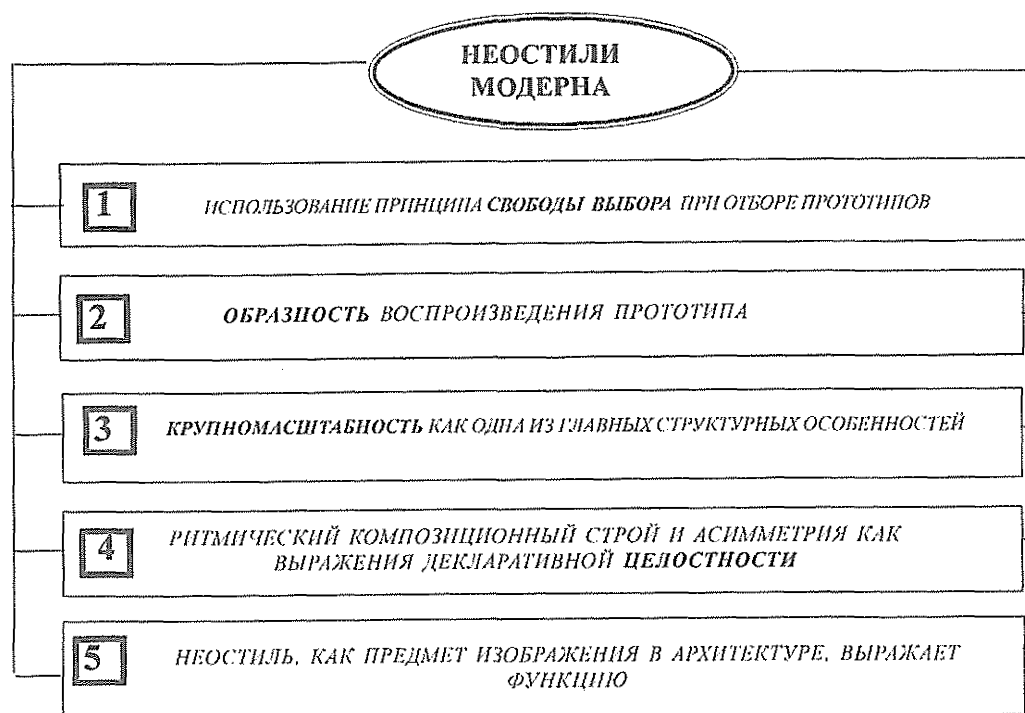 НЕОСТИЛИ
МОДЕРНА
1
ИСПОЛЬЗОВАНИЕ ПРИНЦИПА СВОБОДЫ ВЫБОРА ПРИ ОТБОРЕ ПРОТОТИПОВ
2
ОБРАЗНОСТЬ ВОСПРОИЗВЕДЕНИЯ ПРОТОТИПА
3
КРУПНОМАСШТАБНОСТЬ КАК ОДНА ИЗ ГЛАВНЫХ СТРУКТУРНЫХ ОСОБЕННОСТЕЙ
4
РИТМИЧЕСКИЙ КОМПОЗИЦИОННЫЙ СТРОЙ И АСИММЕТРИЯ КАК
ВЫРАЖЕНИЯ ДЕКЛАРАТИВНОЙ ЦЕЛОСТНОСТИ
5
НЕОСТИЛЬ, КАК ПРЕДМЕТ ИЗОБРАЖЕНИЯ В АРХИТЕКТУРЕ, ВЫРАЖАЕТ
ФУНКЦИЮ